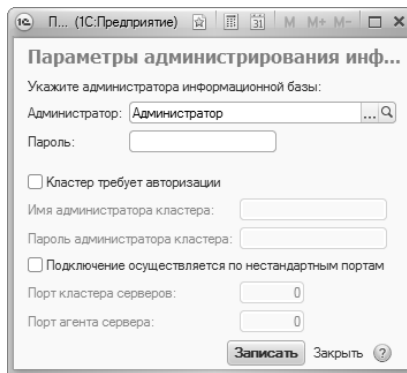 П... (1С:Предприятие) 31 M M+ M-
Параметры администрирования инф...
Укажите администратора информационной базы:
Администратор: Администратор ...
Пароль:
Кластер требует авторизации
Имя администратора кластера:
Пароль администратора кластера:
Подключение осуществляется по нестандартным портам
Порт кластера серверов: 0
Порт агента сервера: 0
Записать Закрыть ?